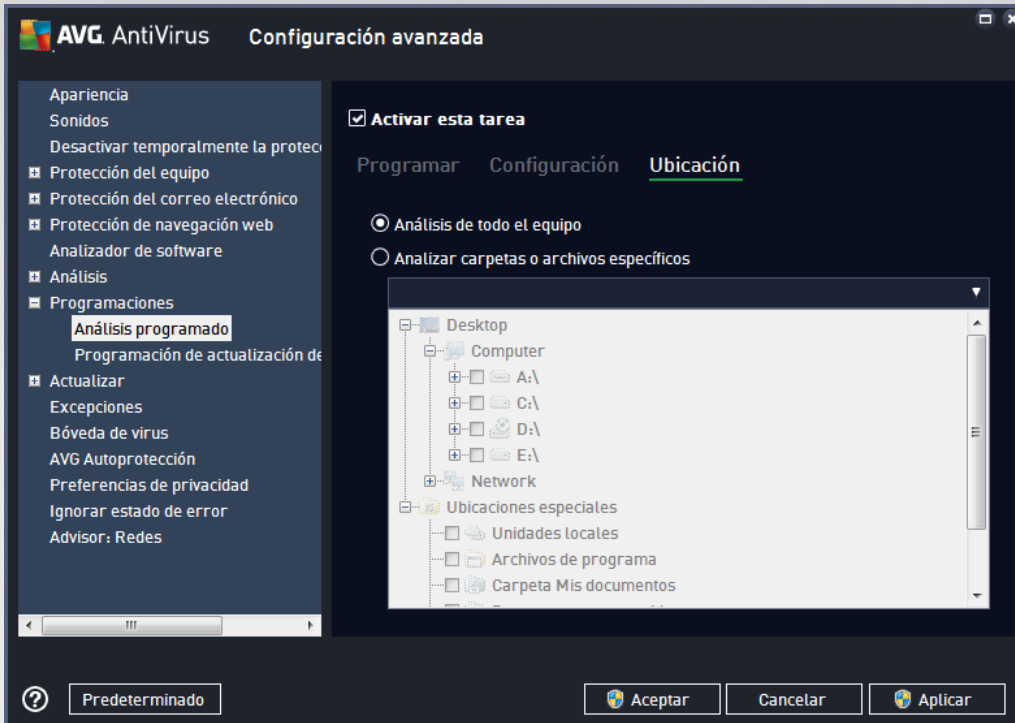 AVG. AntiVirus Configuración avanzada
Apariencia
Sonidos
Desactivar temporalmente la protec
Protección del equipo
Protección del correo electrónico
Protección de navegación web
Analizador de software
Análisis
Programaciones
Análisis programado
Programación de actualización de
Actualizar
Excepciones
Bóveda de virus
AVG Autoprotección
Preferencias de privacidad
Ignorar estado de error
Advisor: Redes
Activar esta tarea
Programar Configuración Ubicación
Análisis de todo el equipo
Analizar carpetas o archivos específicos
Desktop
Computer
A:\
C:\
D:\
E:\
Network
Ubicaciones especiales
Unidades locales
Archivos de programa
Carpeta Mis documentos
Predeterminado Aceptar Cancelar Aplicar